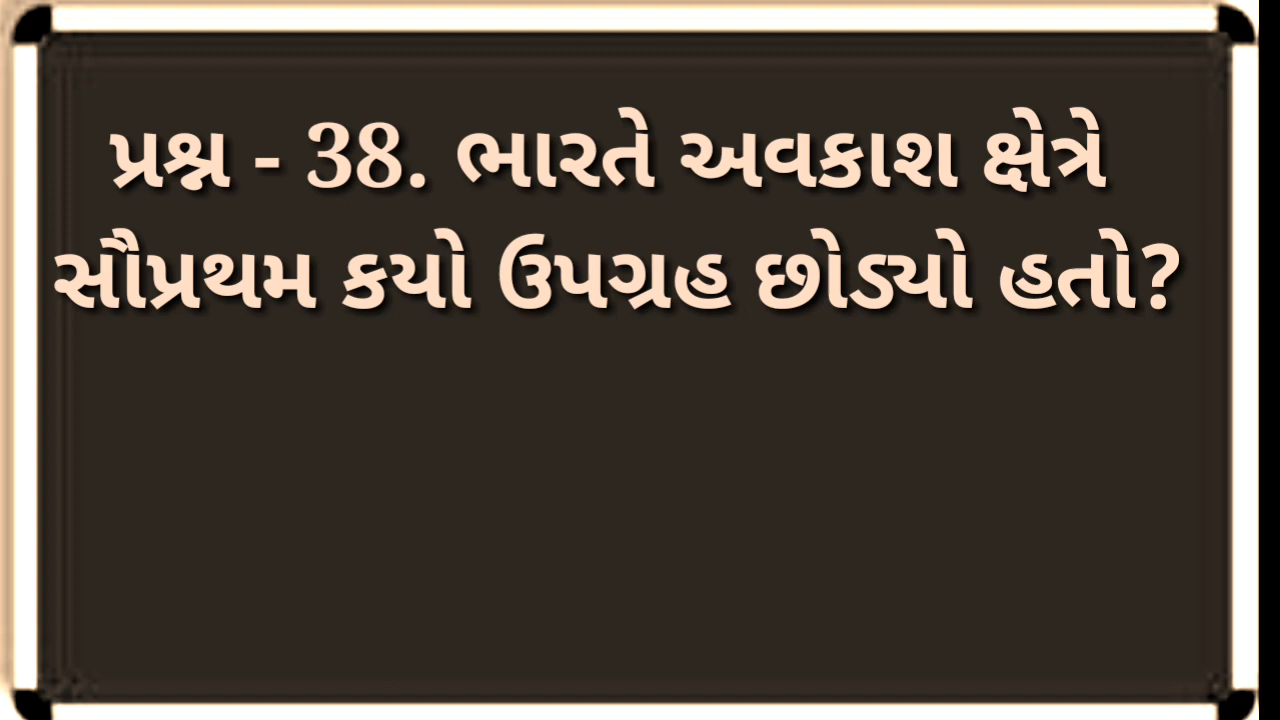 પ્રશ્ન - 38. ભારતે અવકાશ ક્ષેત્રે
સૌપ્રથમ કયો ઉપગ્રહ છોડ્યો હતો?